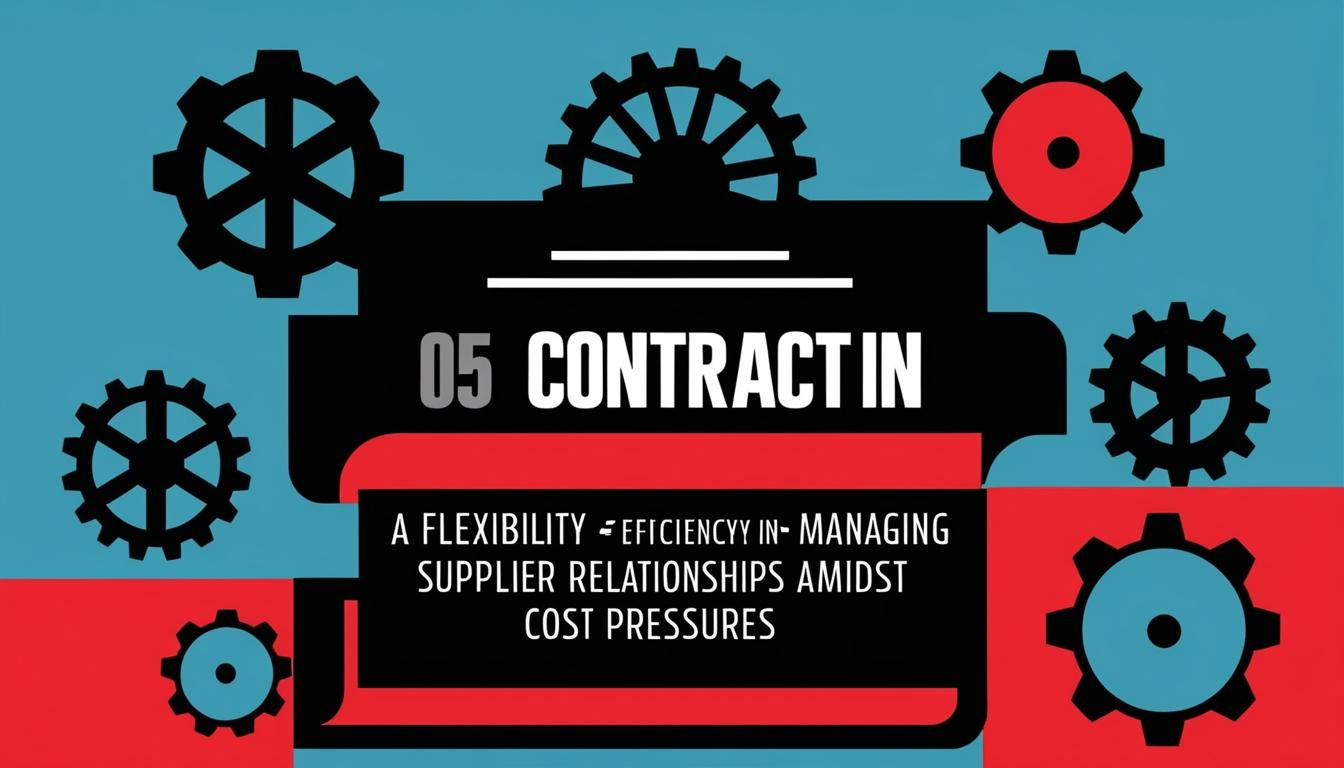 05 CONTRACT IN
A FLEXIBILITY = EFICIENCYY IN- MANAGING
SUPPLIER RELATIONSHIPS AMIDST
COST PRESSURES